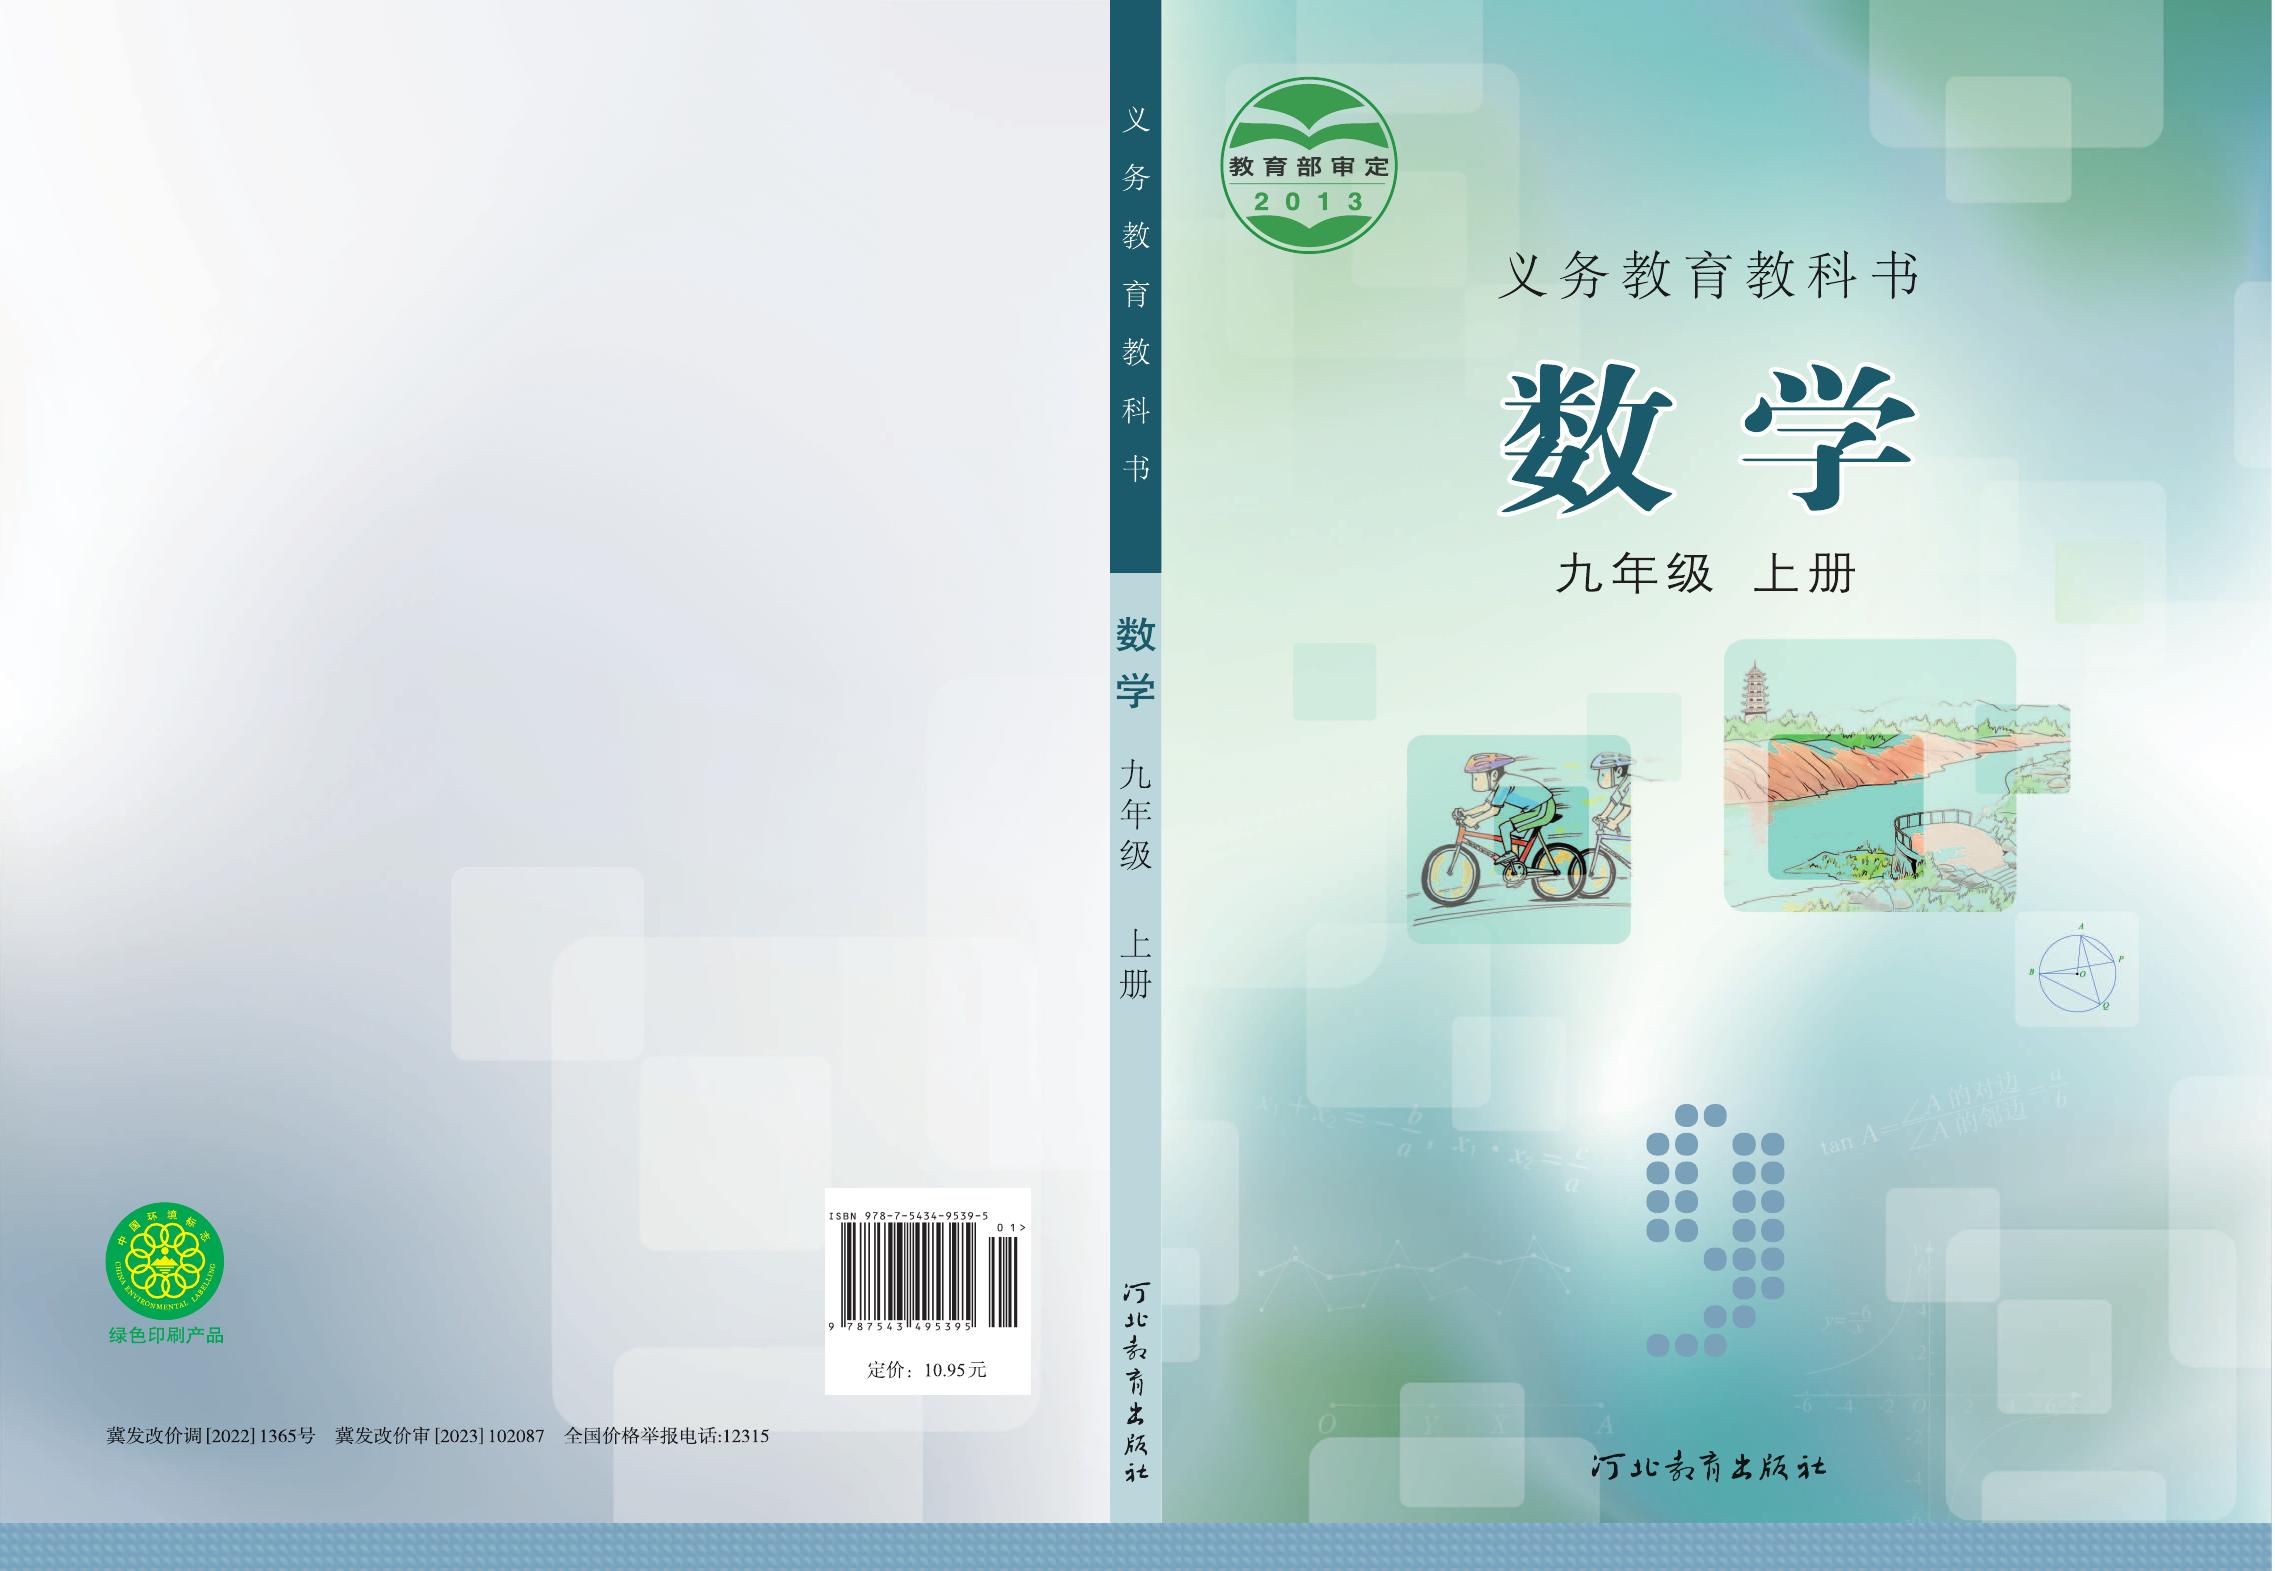 中国环境标志
CHINA ENVIRONMENTAL LABELLING
绿色印刷产品
ISBN 978-7-5434-9539-5
01>
9 787543 495395
定价：10.95元
冀发改价调[2022]1365号 冀发改价审[2023]102087 全国价格举报电话:12315
义务教育教科书
数学
九年级 上册
河北教育出版社
教育部审定
2013
义务教育教科书
数学
九年级 上册
A
B
O
P
Q
x₁+x₂=-b/a, x₁·x₂=c/a
tan A=∠A的对边/∠A的邻边=a/b
y=-6/x
O Y X A
河北教育出版社